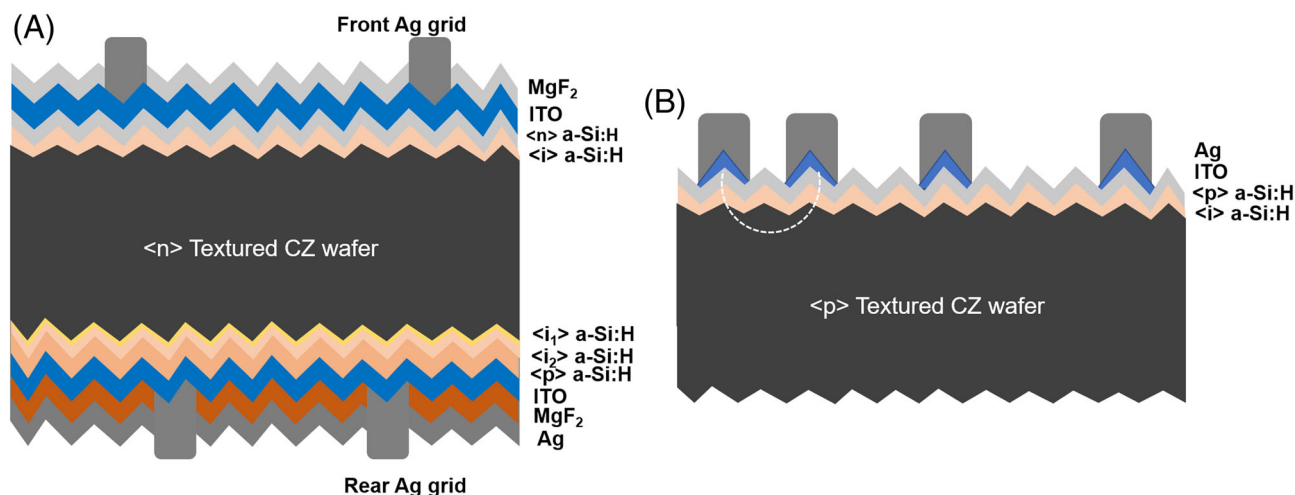 (A)
Front Ag grid
MgF₂
ITO
<n> a-Si:H
<i> a-Si:H
<n> Textured CZ wafer
<i₁> a-Si:H
<i₂> a-Si:H
<p> a-Si:H
ITO
MgF₂
Ag
Rear Ag grid
(B)
Ag
ITO
<p> a-Si:H
<i> a-Si:H
<p> Textured CZ wafer